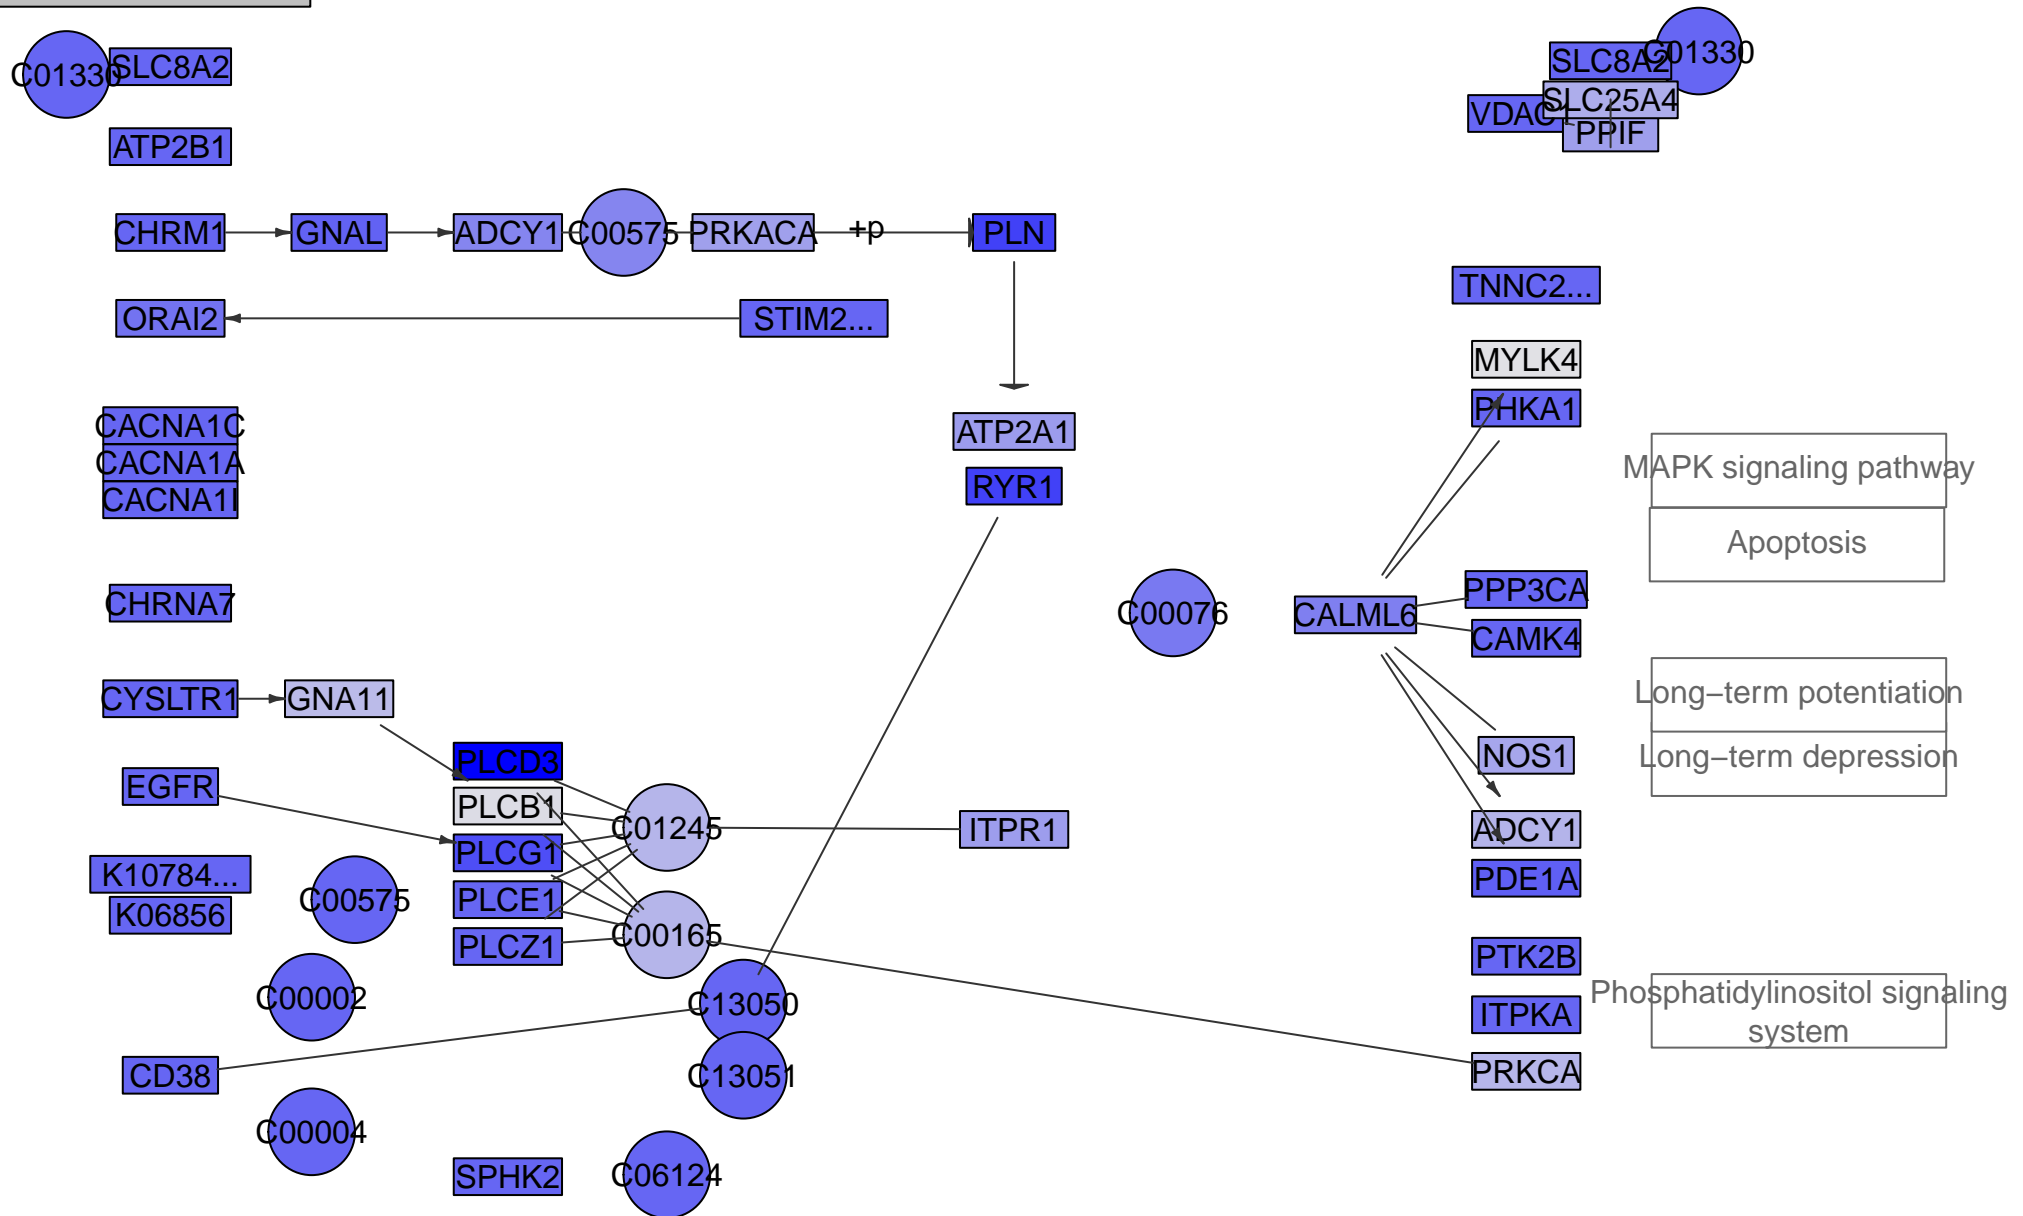 C01330
SLC8A2
SLC8A2
C01330
SLC25A4
VDAC1
PPIF
ATP2B1
CHRM1
GNAL
ADCY1
C00575
PRKACA
+p
PLN
TNNC2...
ORAI2
STIM2...
MYLK4
PHKA1
CACNA1C
CACNA1A
CACNA1I
ATP2A1
RYR1
MAPK signaling pathway
Apoptosis
CHRNA7
C00076
CALML6
PPP3CA
CAMK4
CYSLTR1
GNA11
Long−term potentiation
NOS1
Long−term depression
PLCD3
EGFR
PLCB1
C01245
ITPR1
ADCY1
PLCG1
K10784...
C00575
PLCE1
PDE1A
K06856
C00165
PLCZ1
PTK2B
C00002
C13050
ITPKA
Phosphatidylinositol signaling
system
CD38
C13051
PRKCA
C00004
SPHK2
C06124